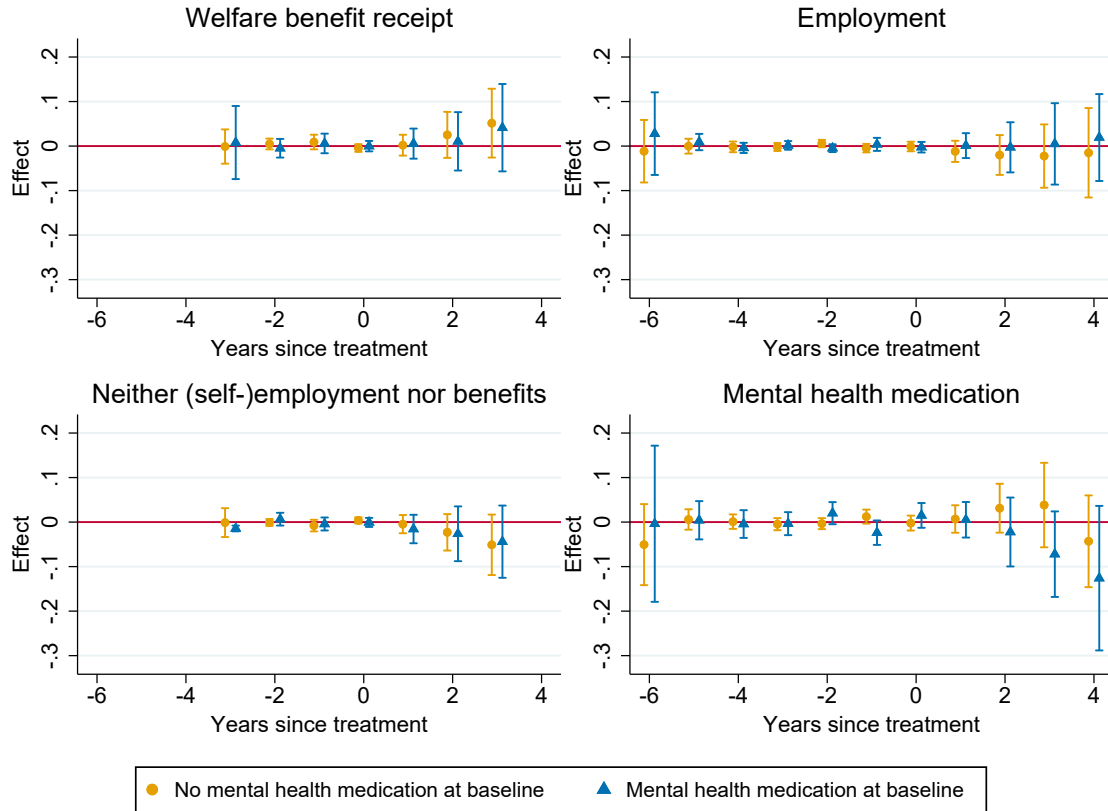 Welfare benefit receipt
Effect
.2
.1
0
-.1
-.2
-.3
-6 -4 -2 0 2 4
Years since treatment
Employment
Effect
.2
.1
0
-.1
-.2
-.3
-6 -4 -2 0 2 4
Years since treatment
Neither (self-)employment nor benefits
Effect
.2
.1
0
-.1
-.2
-.3
-6 -4 -2 0 2 4
Years since treatment
Mental health medication
Effect
.2
.1
0
-.1
-.2
-.3
-6 -4 -2 0 2 4
Years since treatment
No mental health medication at baseline Mental health medication at baseline